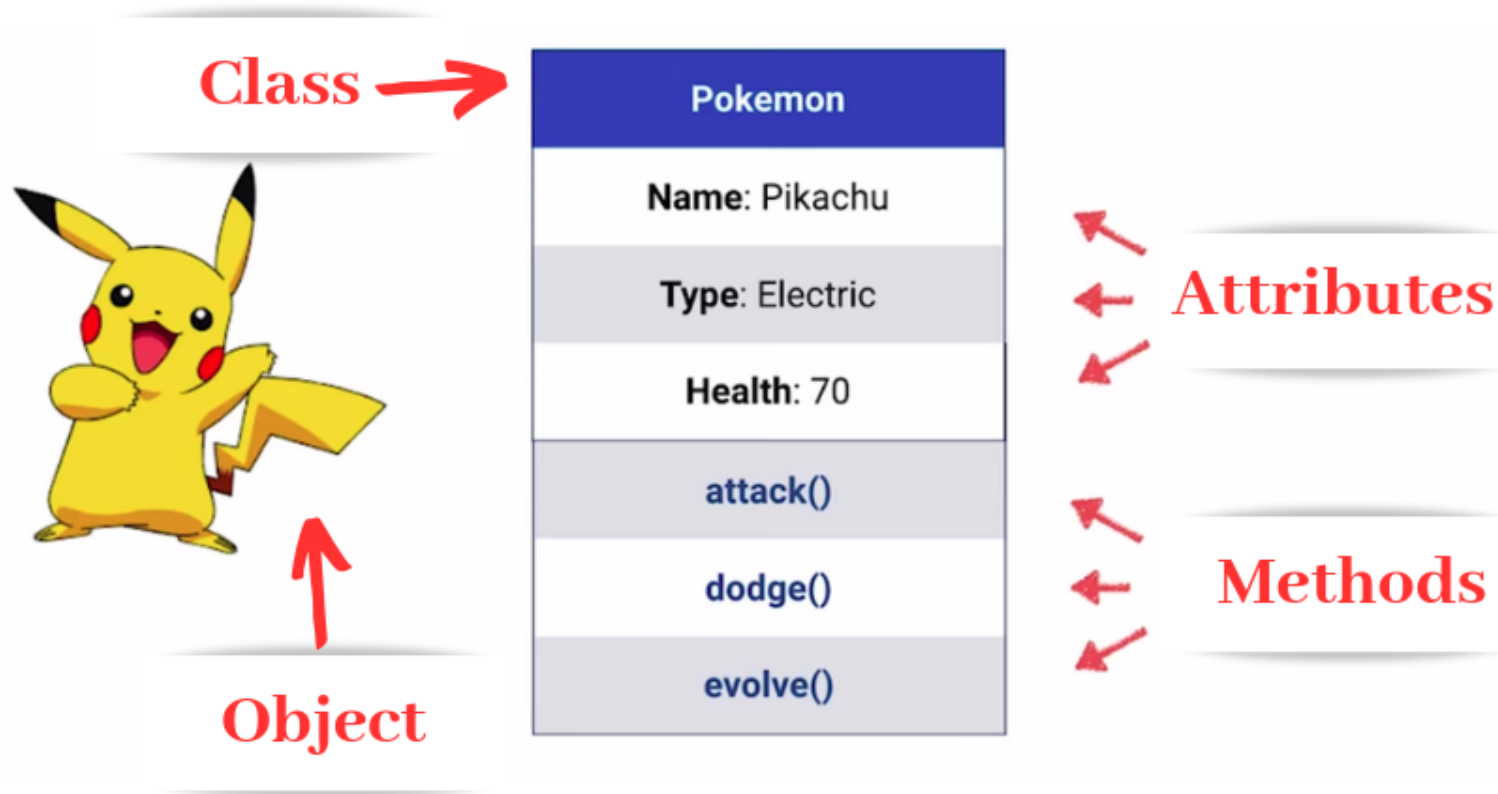 Class
Pokemon
Name: Pikachu
Type: Electric
Attributes
Health: 70
attack()
dodge()
Methods
evolve()
Object